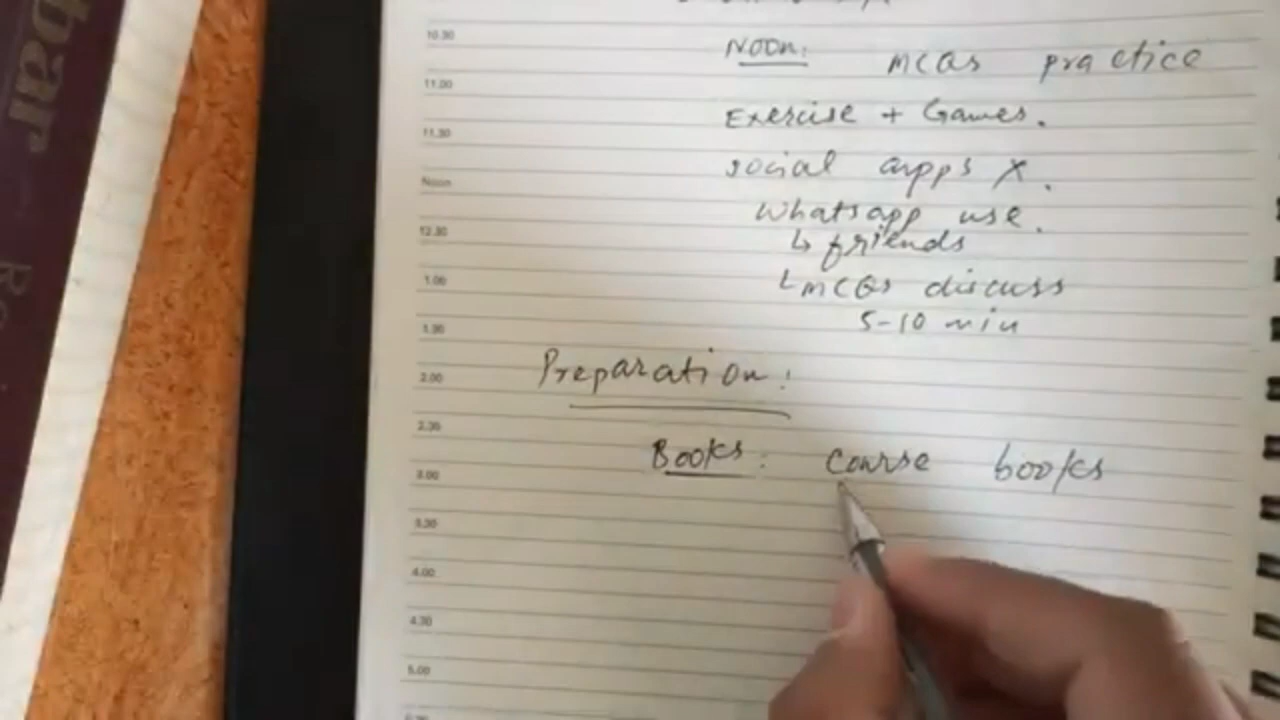 10.30
Noon: MCQs practice
11.00
Exercise + Games.
11.30
social apps X.
Noon
Whatsapp use.
12.30
↳ friends
1.00
↳ MCQs discuss
1.30
5-10 min
2.00
Preparation:
2.30
Books: Course books
3.00
3.30
4.00
4.30
5.00
bar